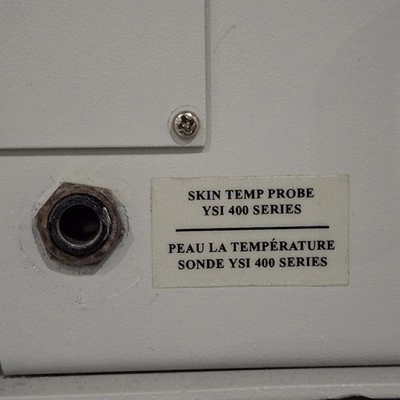 SKIN TEMP PROBE
YSI 400 SERIES
PEAU LA TEMPÉRATURE
SONDE YSI 400 SERIES